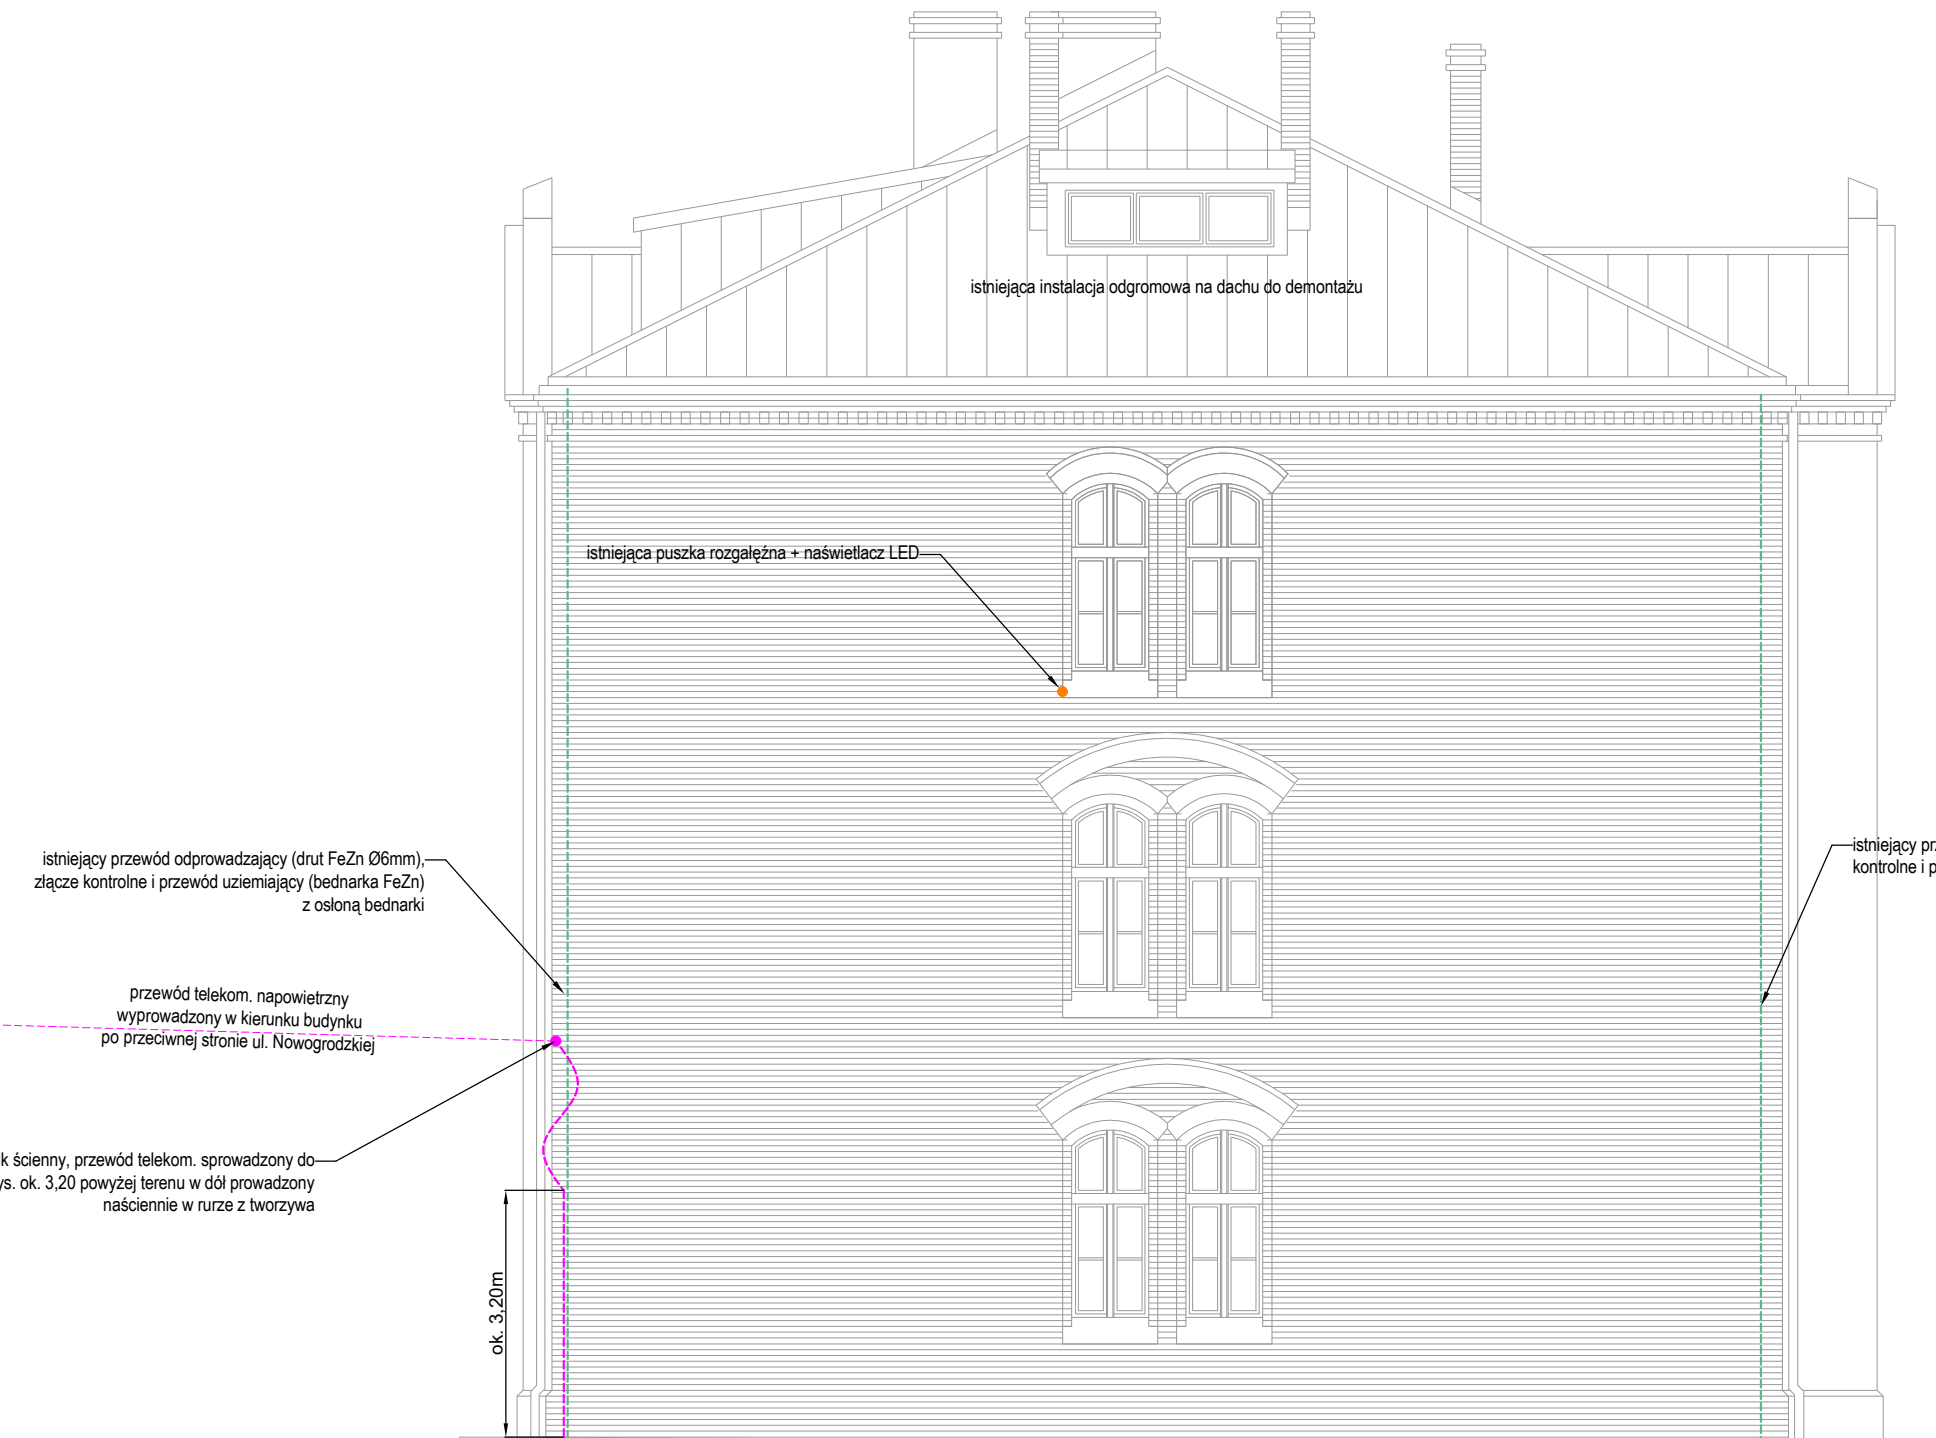 istniejąca instalacja odgromowa na dachu do demontażu
istniejąca puszka rozgałęźna + naświetlacz LED
istniejący przewód odprowadzający (drut FeZn Ø6mm),
złącze kontrolne i przewód uziemiający (bednarka FeZn)
z osłoną bednarki
istniejący
kontrolne i
przewód telekom. napowietrzny
wyprowadzony w kierunku budynku
po przeciwnej stronie ul. Nowogrodzkiej
ścienny, przewód telekom. sprowadzony do
ok. 3,20 powyżej terenu w dół prowadzony
naściennie w rurze z tworzywa
ok. 3,20m